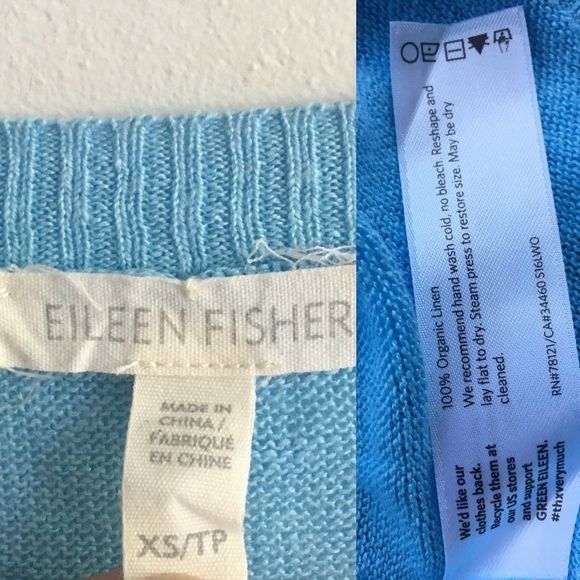 EILEEN FISHER
MADE IN
CHINA /
FABRIQUÉ
EN CHINE
XS/TP
100% Organic Linen
We recommend hand wash cold, no bleach. Reshape and
lay flat to dry. Steam press to restore size. May be dry
cleaned.
RN#78121/CA#34460 516LWO
We'd like our
clothes back.
Recycle them at
our US stores
and support
GREEN EILEEN.
#thxverymuch